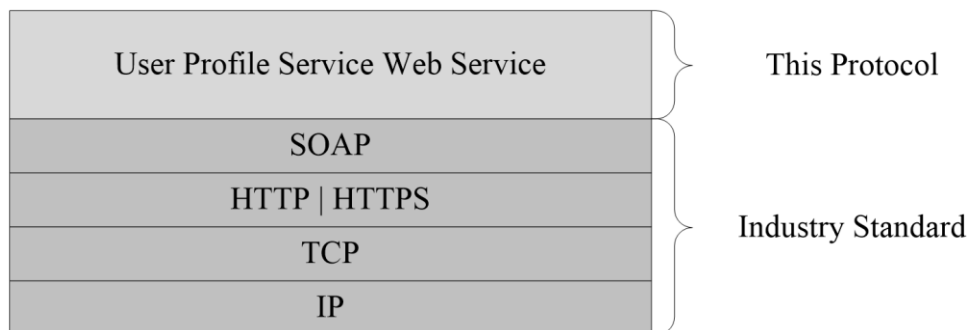 User Profile Service Web Service
This Protocol
SOAP
HTTP | HTTPS
TCP
Industry Standard
IP